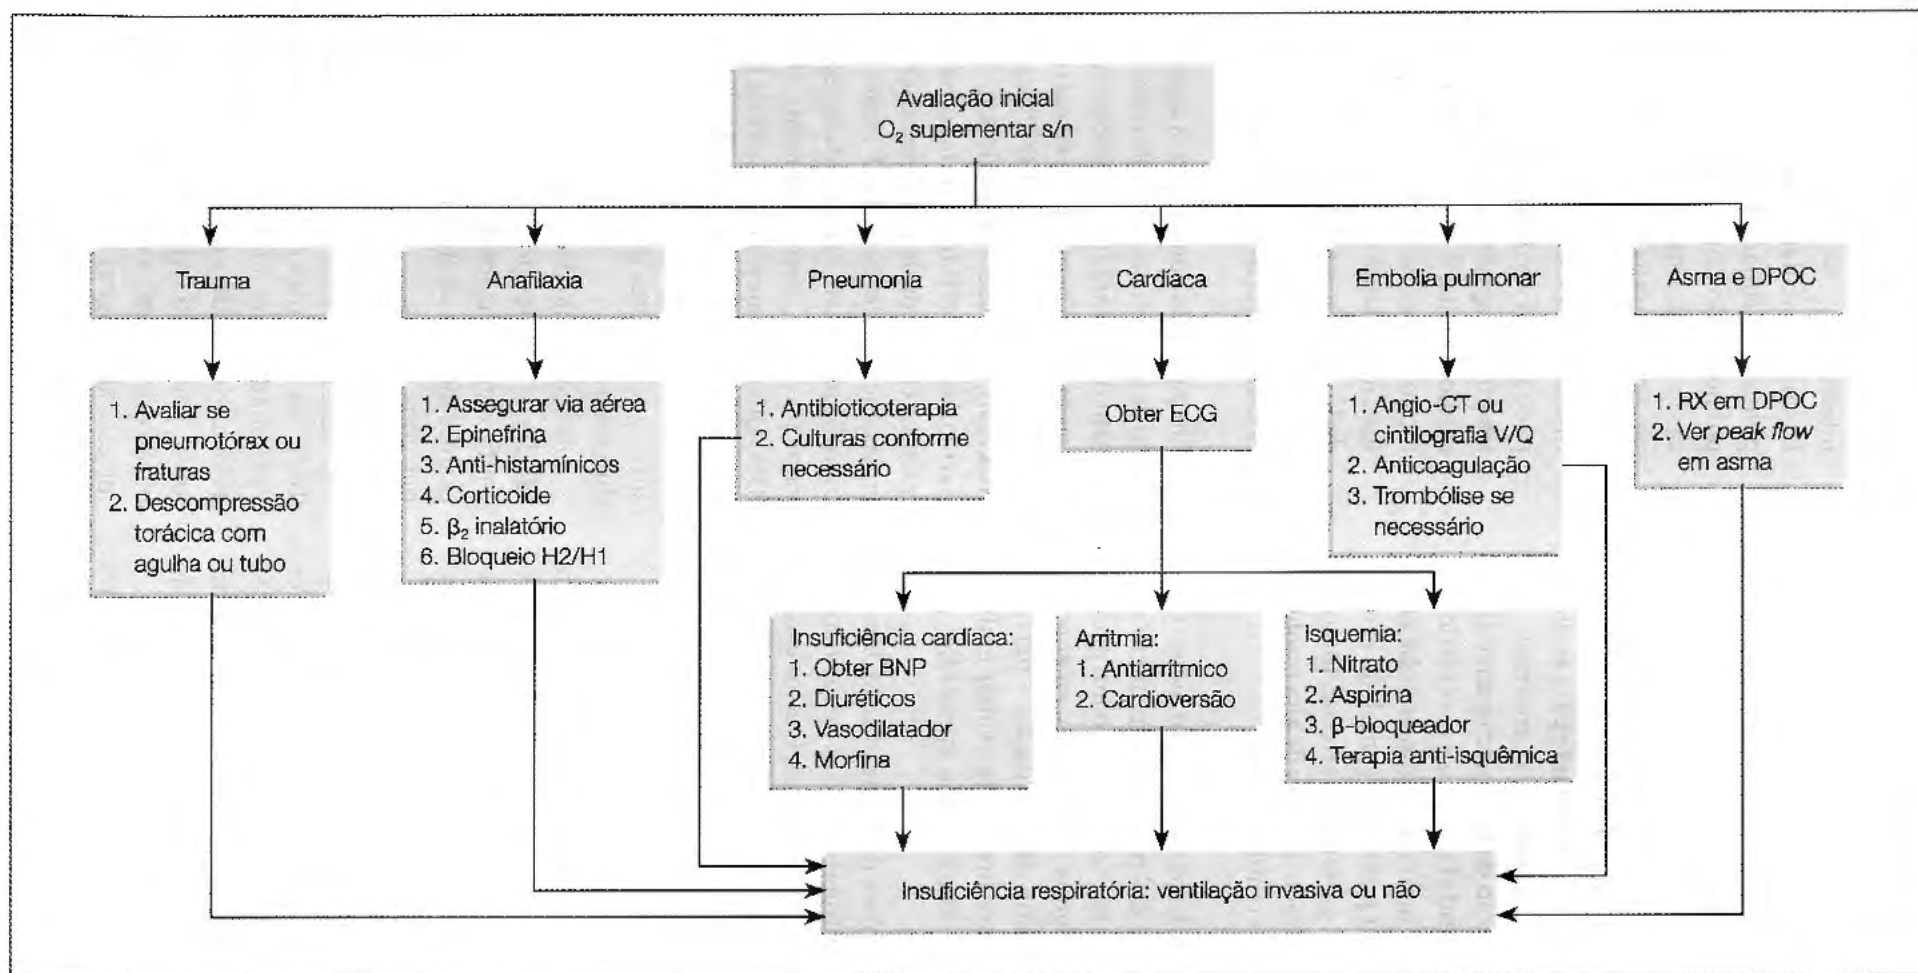 Avaliação inicial
O₂ suplementar s/n
Trauma
Anafilaxia
Pneumonia
Cardíaca
Embolia pulmonar
Asma e DPOC
1. Avaliar se
pneumotórax ou
fraturas
2. Descompressão
torácica com
agulha ou tubo
1. Assegurar via aérea
2. Epinefrina
3. Anti-histamínicos
4. Corticoide
5. β₂ inalatório
6. Bloqueio H2/H1
1. Antibioticoterapia
2. Culturas conforme
necessário
Obter ECG
1. Angio-CT ou
cintilografia V/Q
2. Anticoagulação
3. Trombólise se
necessário
1. RX em DPOC
2. Ver peak flow
em asma
Insuficiência cardíaca:
1. Obter BNP
2. Diuréticos
3. Vasodilatador
4. Morfina
Arritmia:
1. Antiarrítmico
2. Cardioversão
Isquemia:
1. Nitrato
2. Aspirina
3. β-bloqueador
4. Terapia anti-isquêmica
Insuficiência respiratória: ventilação invasiva ou não